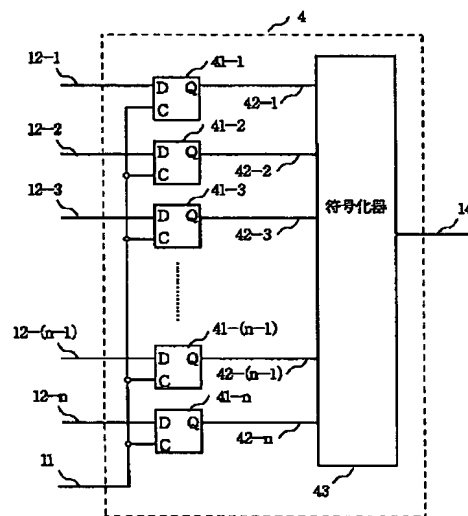 4
12-1
41-1
D Q
C
42-1
12-2
41-2
D Q
C
42-2
12-3
41-3
D Q
C
42-3
符号化器
14
12-(n-1)
41-(n-1)
D Q
C
42-(n-1)
12-n
41-n
D Q
C
42-n
11
43